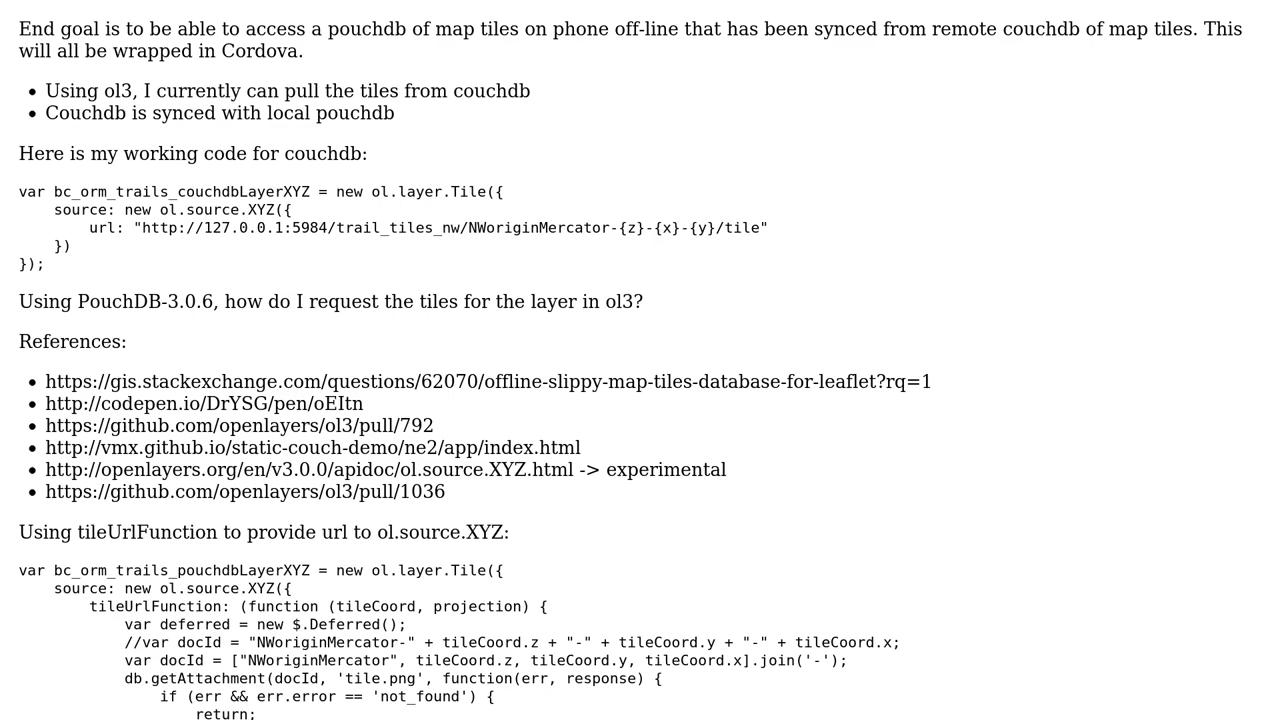 End goal is to be able to access a pouchdb of map tiles on phone off-line that has been synced from remote couchdb of map tiles. This
will all be wrapped in Cordova.
• Using ol3, I currently can pull the tiles from couchdb
• Couchdb is synced with local pouchdb
Here is my working code for couchdb:
var bc_orm_trails_couchdbLayerXYZ = new ol.layer.Tile({
    source: new ol.source.XYZ({
        url: "http://127.0.0.1:5984/trail_tiles_nw/NWoriginMercator-{z}-{x}-{y}/tile"
    })
});
Using PouchDB-3.0.6, how do I request the tiles for the layer in ol3?
References:
• https://gis.stackexchange.com/questions/62070/offline-slippy-map-tiles-database-for-leaflet?rq=1
• http://codepen.io/DrYSG/pen/oEItn
• https://github.com/openlayers/ol3/pull/792
• http://vmx.github.io/static-couch-demo/ne2/app/index.html
• http://openlayers.org/en/v3.0.0/apidoc/ol.source.XYZ.html -> experimental
• https://github.com/openlayers/ol3/pull/1036
Using tileUrlFunction to provide url to ol.source.XYZ:
var bc_orm_trails_pouchdbLayerXYZ = new ol.layer.Tile({
    source: new ol.source.XYZ({
        tileUrlFunction: (function (tileCoord, projection) {
            var deferred = new $.Deferred();
            //var docId = "NWoriginMercator-" + tileCoord.z + "-" + tileCoord.y + "-" + tileCoord.x;
            var docId = ["NWoriginMercator", tileCoord.z, tileCoord.y, tileCoord.x].join('-');
            db.getAttachment(docId, 'tile.png', function(err, response) {
                if (err && err.error == 'not_found') {
                    return;